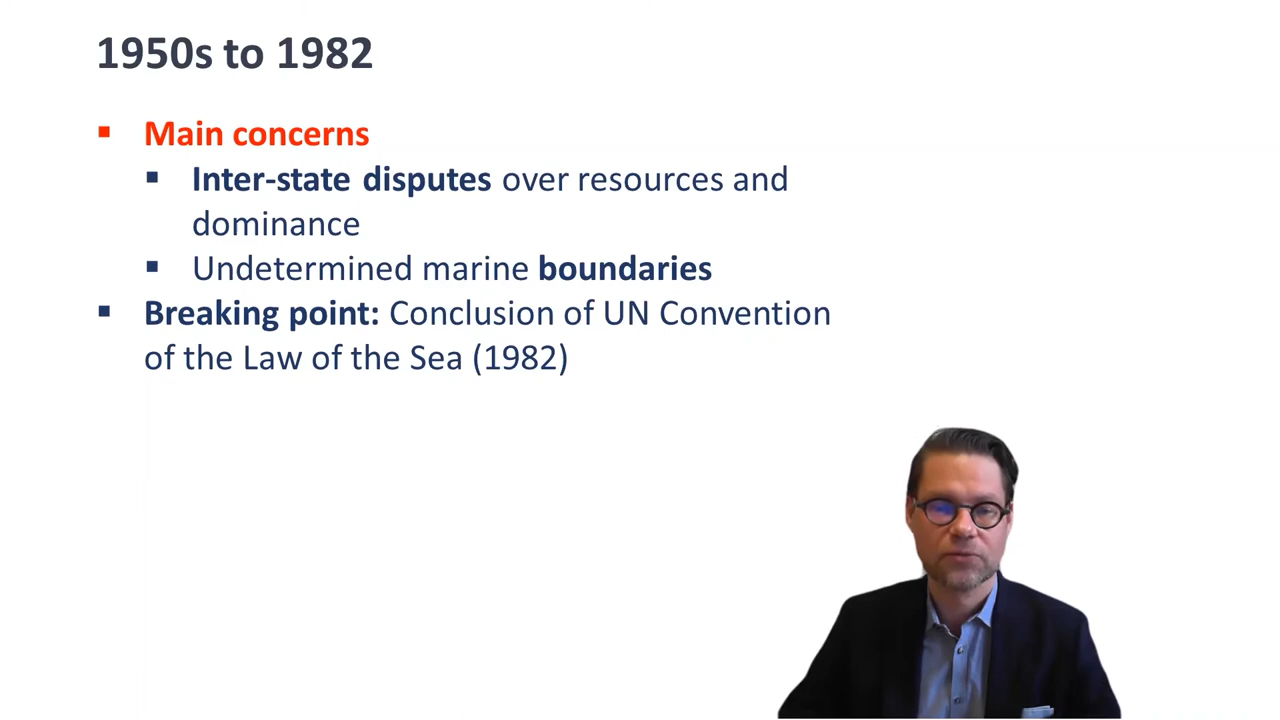 1950s to 1982
▪ Main concerns
▪ Inter-state disputes over resources and
dominance
▪ Undetermined marine boundaries
▪ Breaking point: Conclusion of UN Convention
of the Law of the Sea (1982)